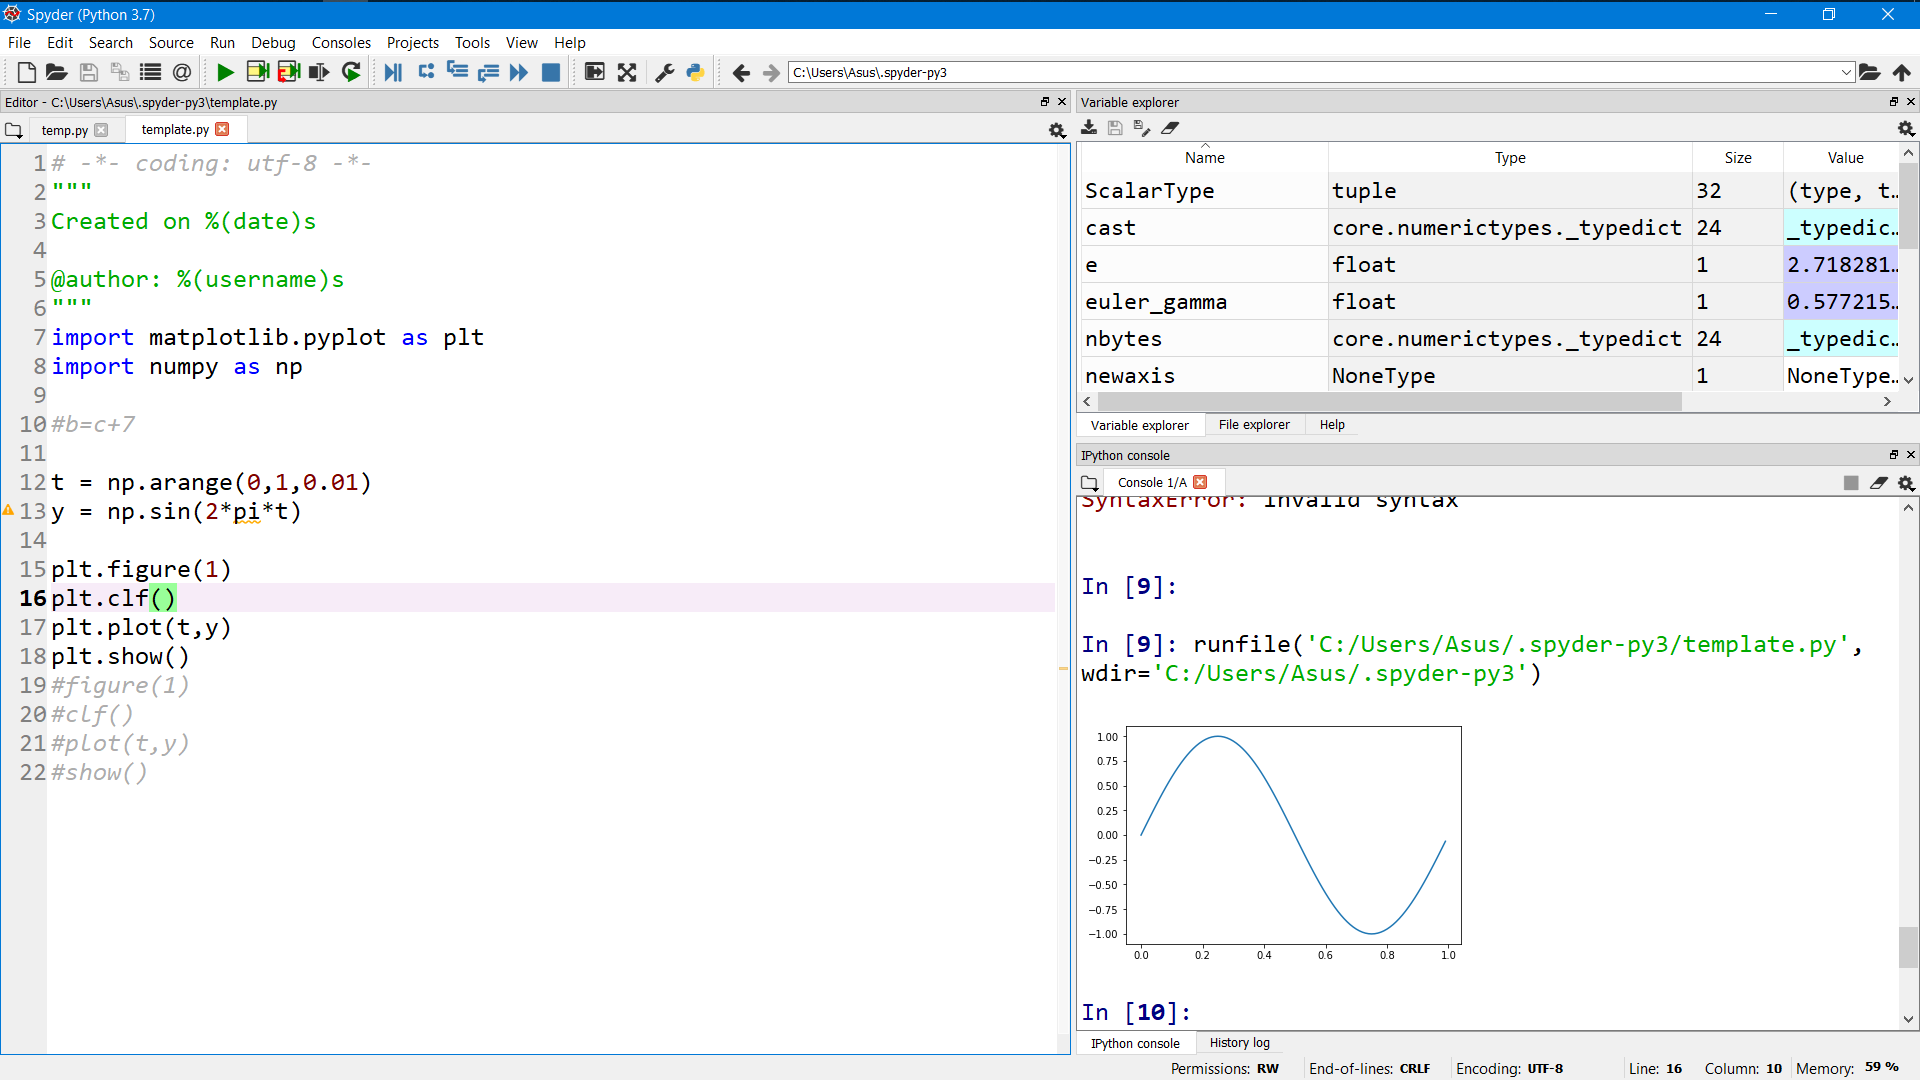 Spyder (Python 3.7)
File Edit Search Source Run Debug Consoles Projects Tools View Help
C:\Users\Asus\.spyder-py3
Editor - C:\Users\Asus\.spyder-py3\template.py
temp.py template.py
1 # -*- coding: utf-8 -*-
2 """
3 Created on %(date)s
4
5 @author: %(username)s
6 """
7 import matplotlib.pyplot as plt
8 import numpy as np
9
10 #b=c+7
11
12 t = np.arange(0,1,0.01)
13 y = np.sin(2*pi*t)
14
15 plt.figure(1)
16 plt.clf()
17 plt.plot(t,y)
18 plt.show()
19 #figure(1)
20 #clf()
21 #plot(t,y)
22 #show()
Variable explorer
Name Type Size Value
ScalarType tuple 32 (type, t…
cast core.numerictypes._typedict 24 _typedic…
e float 1 2.718281…
euler_gamma float 1 0.577215…
nbytes core.numerictypes._typedict 24 _typedic…
newaxis NoneType 1 NoneType…
Variable explorer File explorer Help
IPython console
Console 1/A
SyntaxError: invalid syntax
In [9]:
In [9]: runfile('C:/Users/Asus/.spyder-py3/template.py',
wdir='C:/Users/Asus/.spyder-py3')
1.00
0.75
0.50
0.25
0.00
−0.25
−0.50
−0.75
−1.00
0.0 0.2 0.4 0.6 0.8 1.0
In [10]:
IPython console History log
Permissions: RW End-of-lines: CRLF Encoding: UTF-8 Line: 16 Column: 10 Memory: 59 %